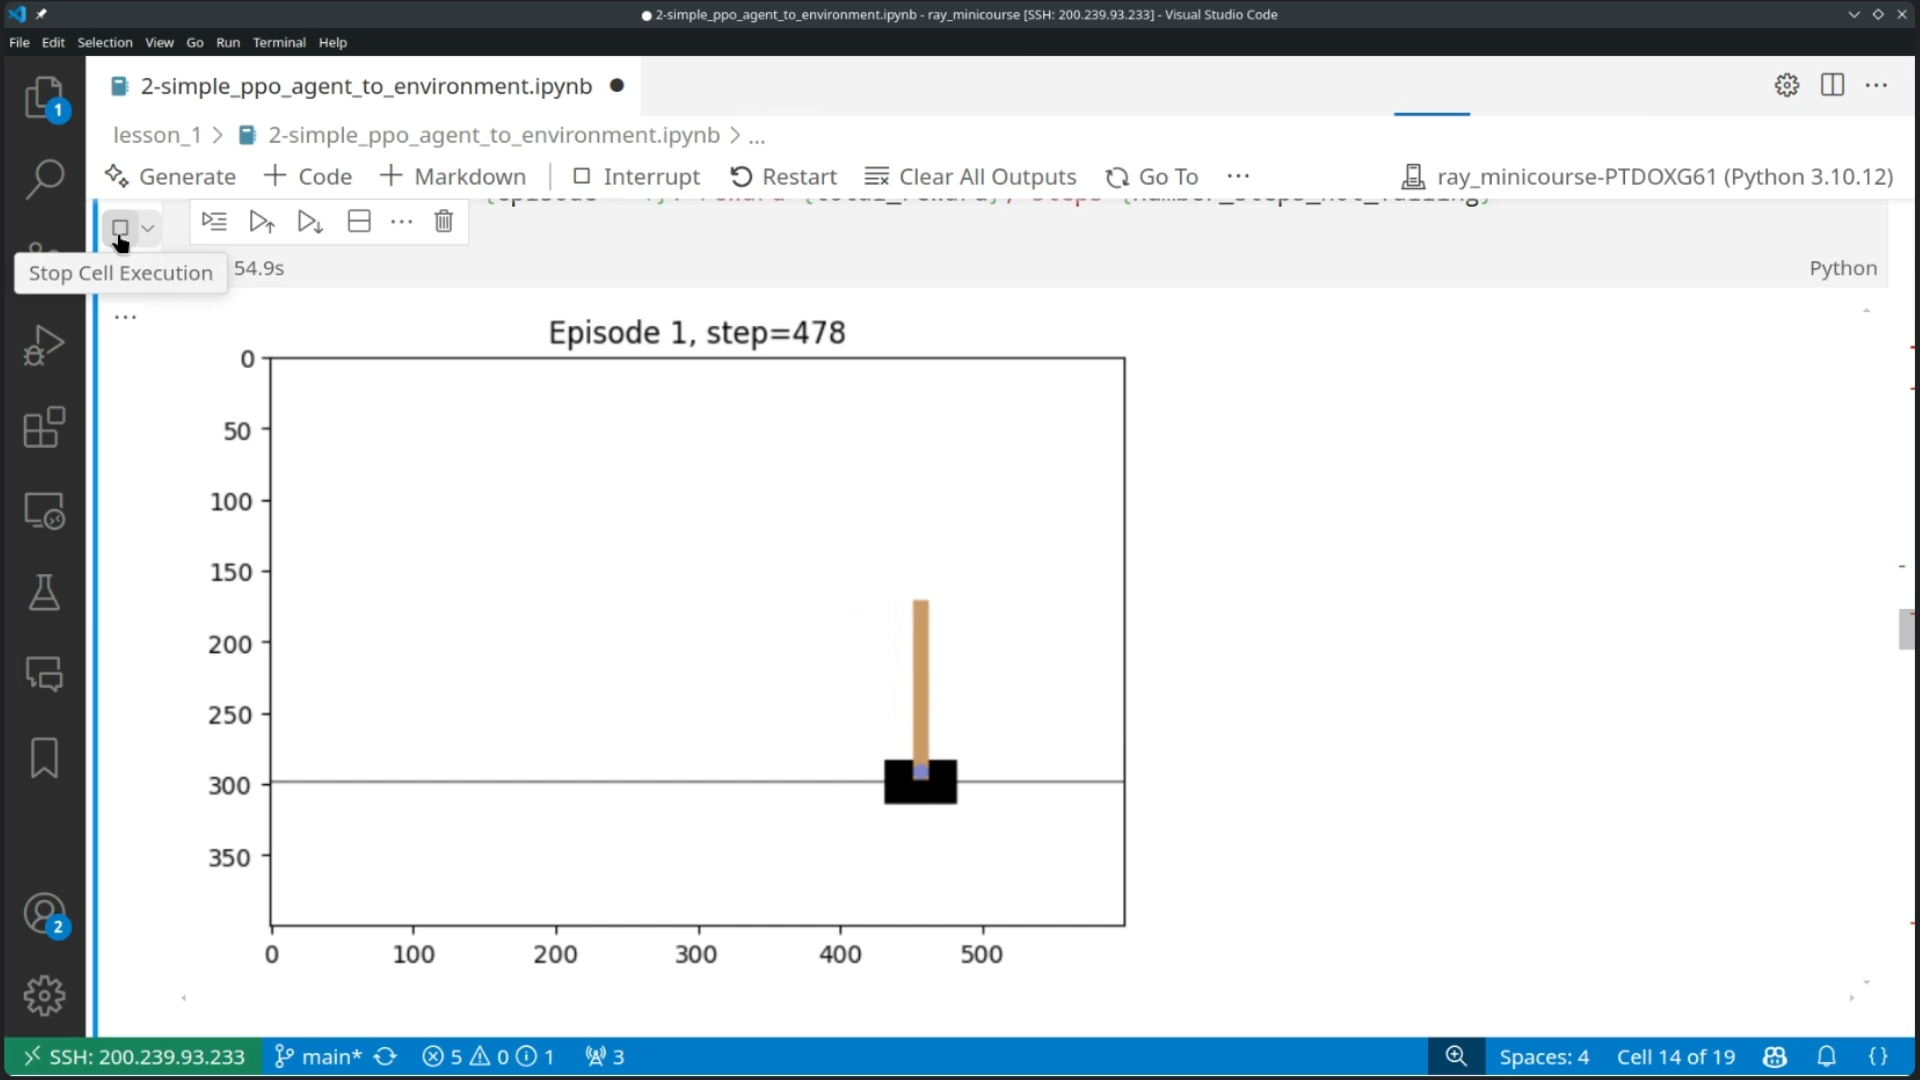 2-simple_ppo_agent_to_environment.ipynb - ray_minicourse [SSH: 200.239.93.233] - Visual Studio Code
File Edit Selection View Go Run Terminal Help
2-simple_ppo_agent_to_environment.ipynb
lesson_1 > 2-simple_ppo_agent_to_environment.ipynb > ...
Generate + Code + Markdown | Interrupt Restart Clear All Outputs Go To ... ray_minicourse-PTDOXG61 (Python 3.10.12)
Stop Cell Execution 54.9s Python
...
Episode 1, step=478
0
50
100
150
200
250
300
350
0 100 200 300 400 500
SSH: 200.239.93.233 main* 5 0 1 3 Spaces: 4 Cell 14 of 19 {}
1
2